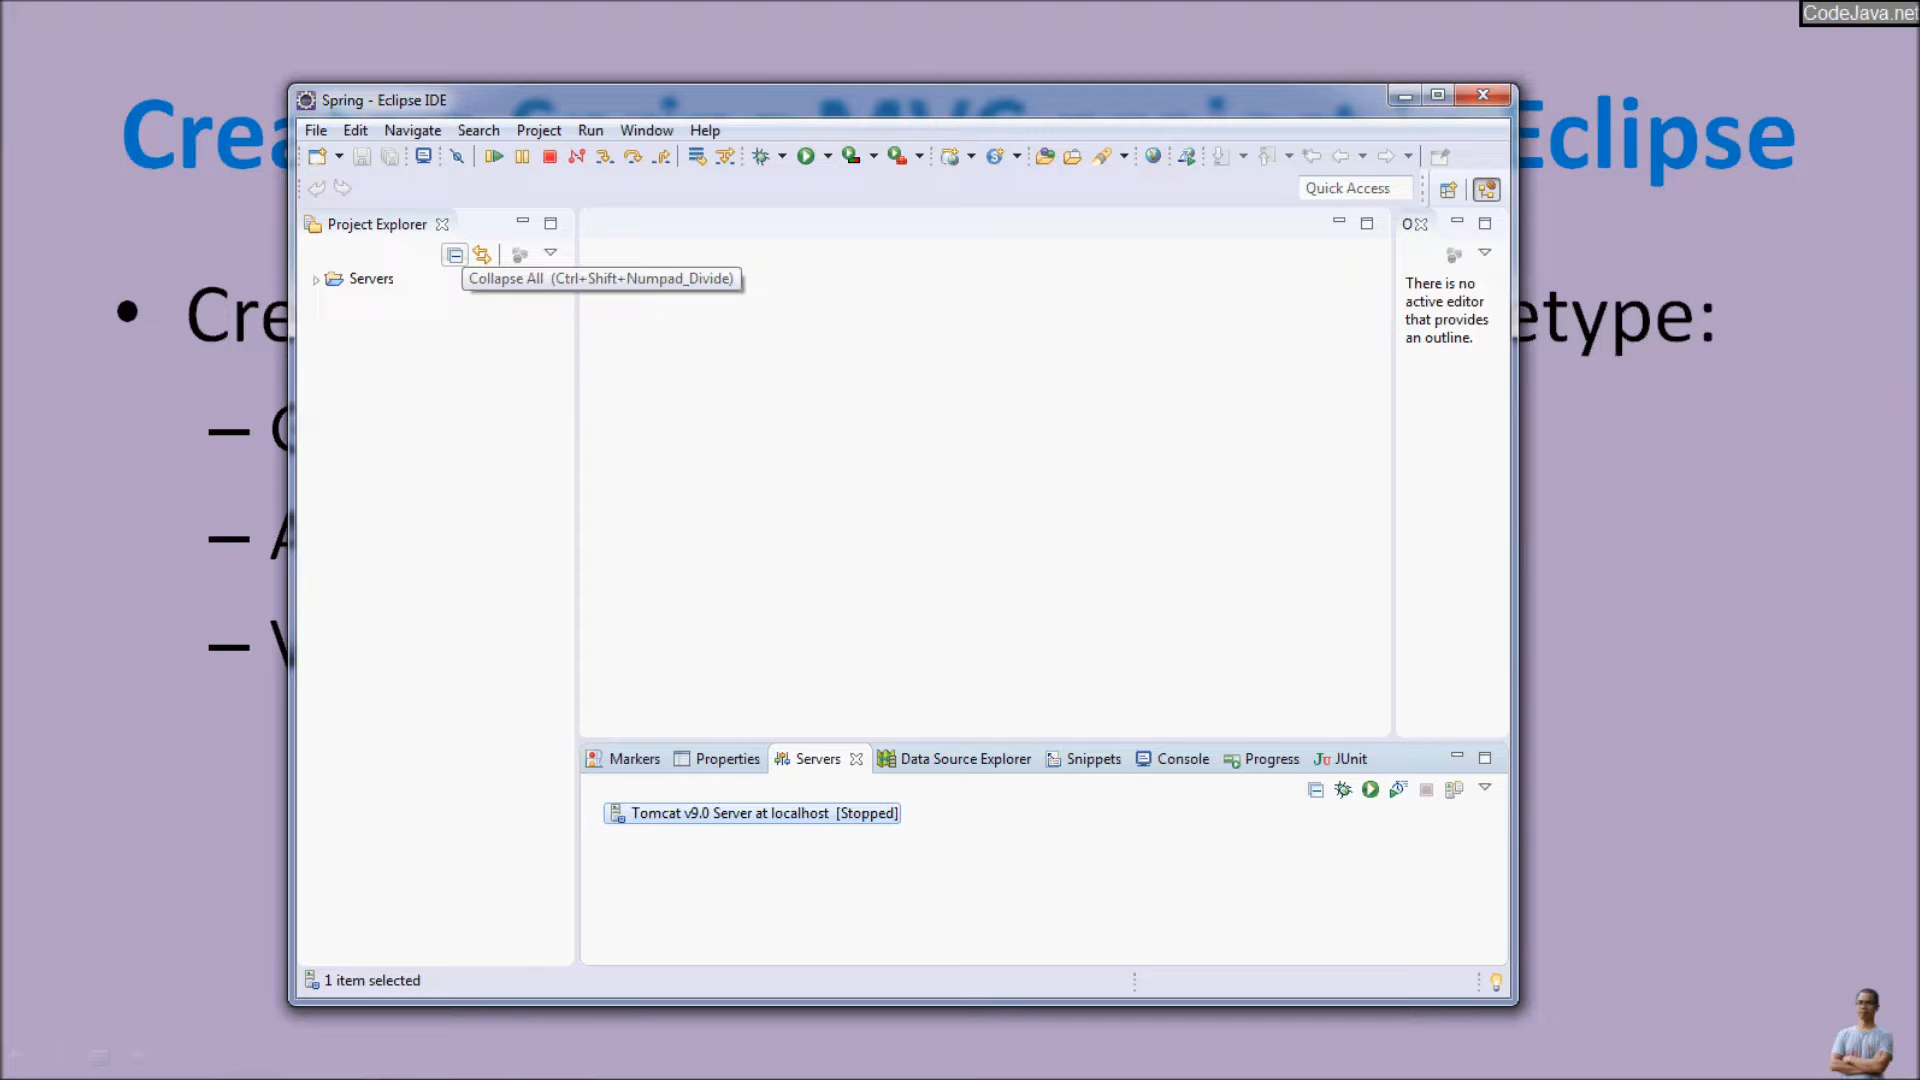 CodeJava.net
Spring - Eclipse IDE
Eclipse
File Edit Navigate Search Project Run Window Help
Quick Access
Project Explorer
Collapse All (Ctrl+Shift+Numpad_Divide)
Servers
There is no
active editor
that provides
an outline.
etype:
Markers Properties Servers Data Source Explorer Snippets Console Progress Ju JUnit
Tomcat v9.0 Server at localhost [Stopped]
1 item selected